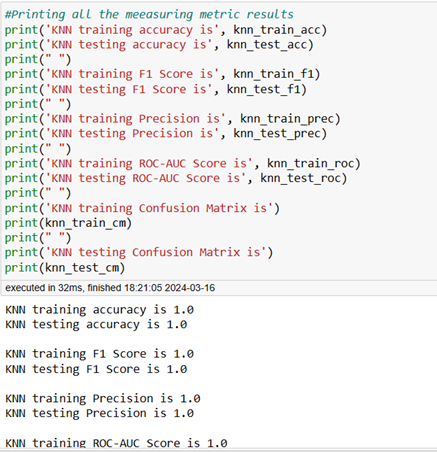 #Printing all the meeasuring metric results
print('KNN training accuracy is', knn_train_acc)
print('KNN testing accuracy is', knn_test_acc)
print(" ")
print('KNN training F1 Score is', knn_train_f1)
print('KNN testing F1 Score is', knn_test_f1)
print(" ")
print('KNN training Precision is', knn_train_prec)
print('KNN testing Precision is', knn_test_prec)
print(" ")
print('KNN training ROC-AUC Score is', knn_train_roc)
print('KNN testing ROC-AUC Score is', knn_test_roc)
print(" ")
print('KNN training Confusion Matrix is')
print(knn_train_cm)
print(" ")
print('KNN testing Confusion Matrix is')
print(knn_test_cm)
executed in 32ms, finished 18:21:05 2024-03-16
KNN training accuracy is 1.0
KNN testing accuracy is 1.0
KNN training F1 Score is 1.0
KNN testing F1 Score is 1.0
KNN training Precision is 1.0
KNN testing Precision is 1.0
KNN training ROC-AUC Score is 1.0